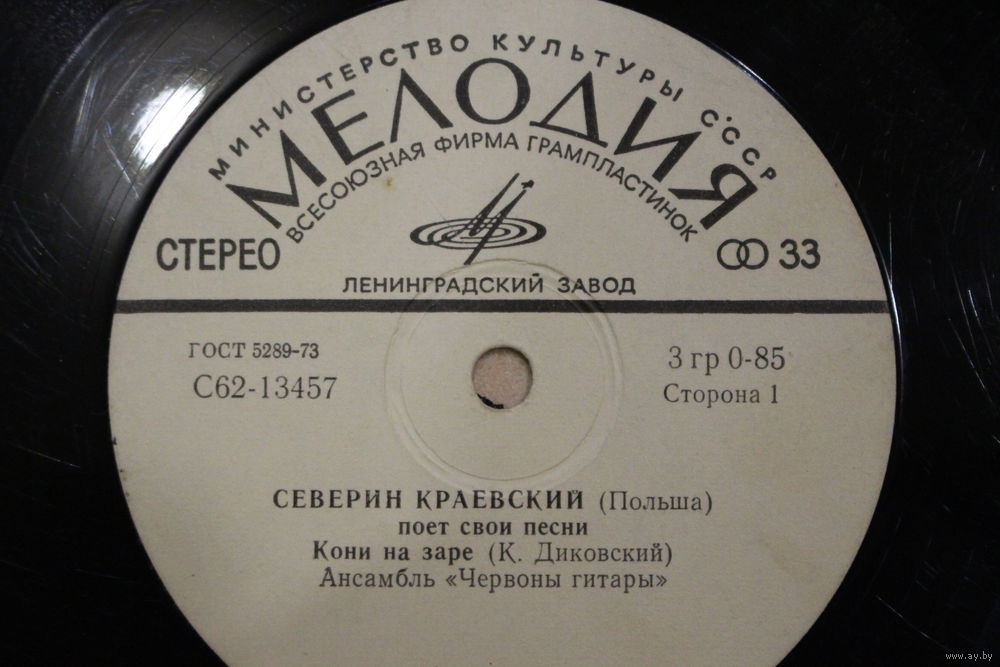 МИНИСТЕРСТВО КУЛЬТУРЫ СССР
МЕЛОДИЯ
ВСЕСОЮЗНАЯ ФИРМА ГРАМПЛАСТИНОК
СТЕРЕО
33
ЛЕНИНГРАДСКИЙ ЗАВОД
ГОСТ 5289-73
С62-13457
3 гр 0-85
Сторона 1
СЕВЕРИН КРАЕВСКИЙ (Польша)
поет свои песни
Кони на заре (К. Диковский)
Ансамбль «Червоны гитары»
www.ay.by